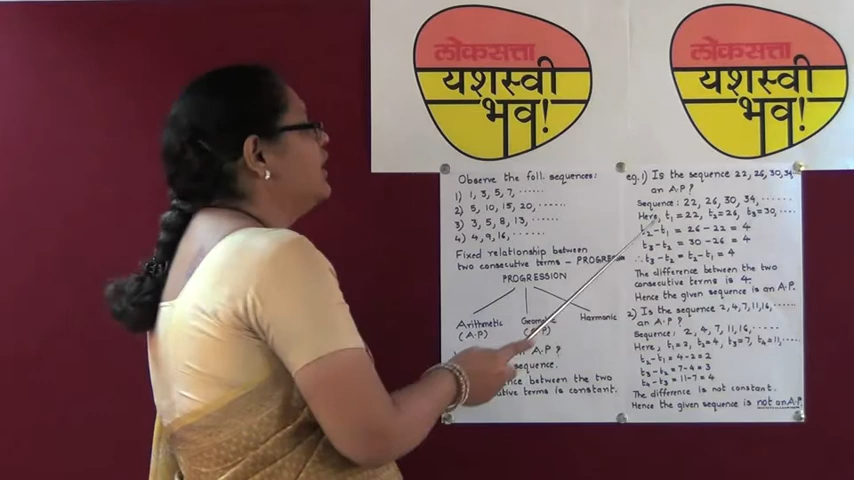 लोकसत्ता
यशस्वी
भव!
लोकसत्ता
यशस्वी
भव!
Observe the foll. sequences:
1) 1, 3, 5, 7, ......
2) 5, 10, 15, 20, ......
3) 3, 5, 8, 13, ......
4) 4, 9, 16, ......
Fixed relationship between
two consecutive terms - PROGRE
PROGRESSION
Arithmetic
Harmonic
(A.P)
A.P ?
sequence.
between the two
terms is constant.
eg. 1) Is the sequence 22, 26, 30, 34
an A.P ?
Sequence: 22, 26, 30, 34, ......
Here, t₁ = 22, t₂ = 26, t₃ = 30, ....
t₂ - t₁ = 26 - 22 = 4
t₃ - t₂ = 30 - 26 = 4
∴ t₃ - t₂ = t₂ - t₁ = 4
The difference between the two
consecutive terms is 4.
Hence the given sequence is an A.P.
2) Is the sequence 2, 4, 7, 11, 16, ......
an A.P ?
Sequence: 2, 4, 7, 11, 16, ......
Here, t₁ = 2, t₂ = 4, t₃ = 7, t₄ = 11, ....
t₂ - t₁ = 4 - 2 = 2
t₃ - t₂ = 7 - 4 = 3
t₄ - t₃ = 11 - 7 = 4
The difference is not constant.
Hence the given sequence is not an A.P.